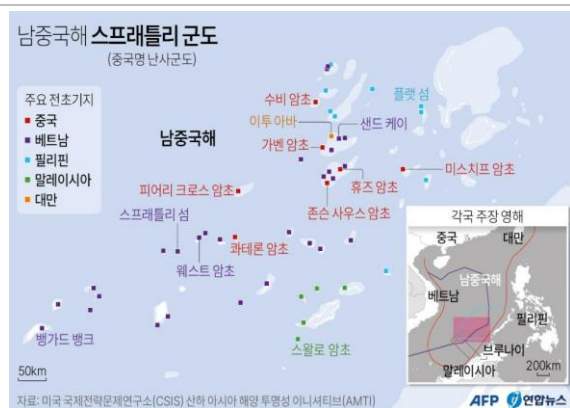 남중국해 스프래틀리 군도
(중국명 난사군도)
주요 전초기지
중국
베트남
필리핀
말레이시아
대만
남중국해
수비 암초
플랫 섬
이투 아바
샌드 케이
가벤 암초
미스치프 암초
휴즈 암초
피어리 크로스 암초
존슨 사우스 암초
스프래틀리 섬
콰테론 암초
웨스트 암초
뱅가드 뱅크
스왈로 암초
50km
각국 주장 영해
중국
대만
남중국해
베트남
필리핀
브루나이
말레이시아
200km
자료: 미국 국제전략문제연구소(CSIS) 산하 아시아 해양 투명성 이니셔티브(AMTI)
AFP 연합뉴스